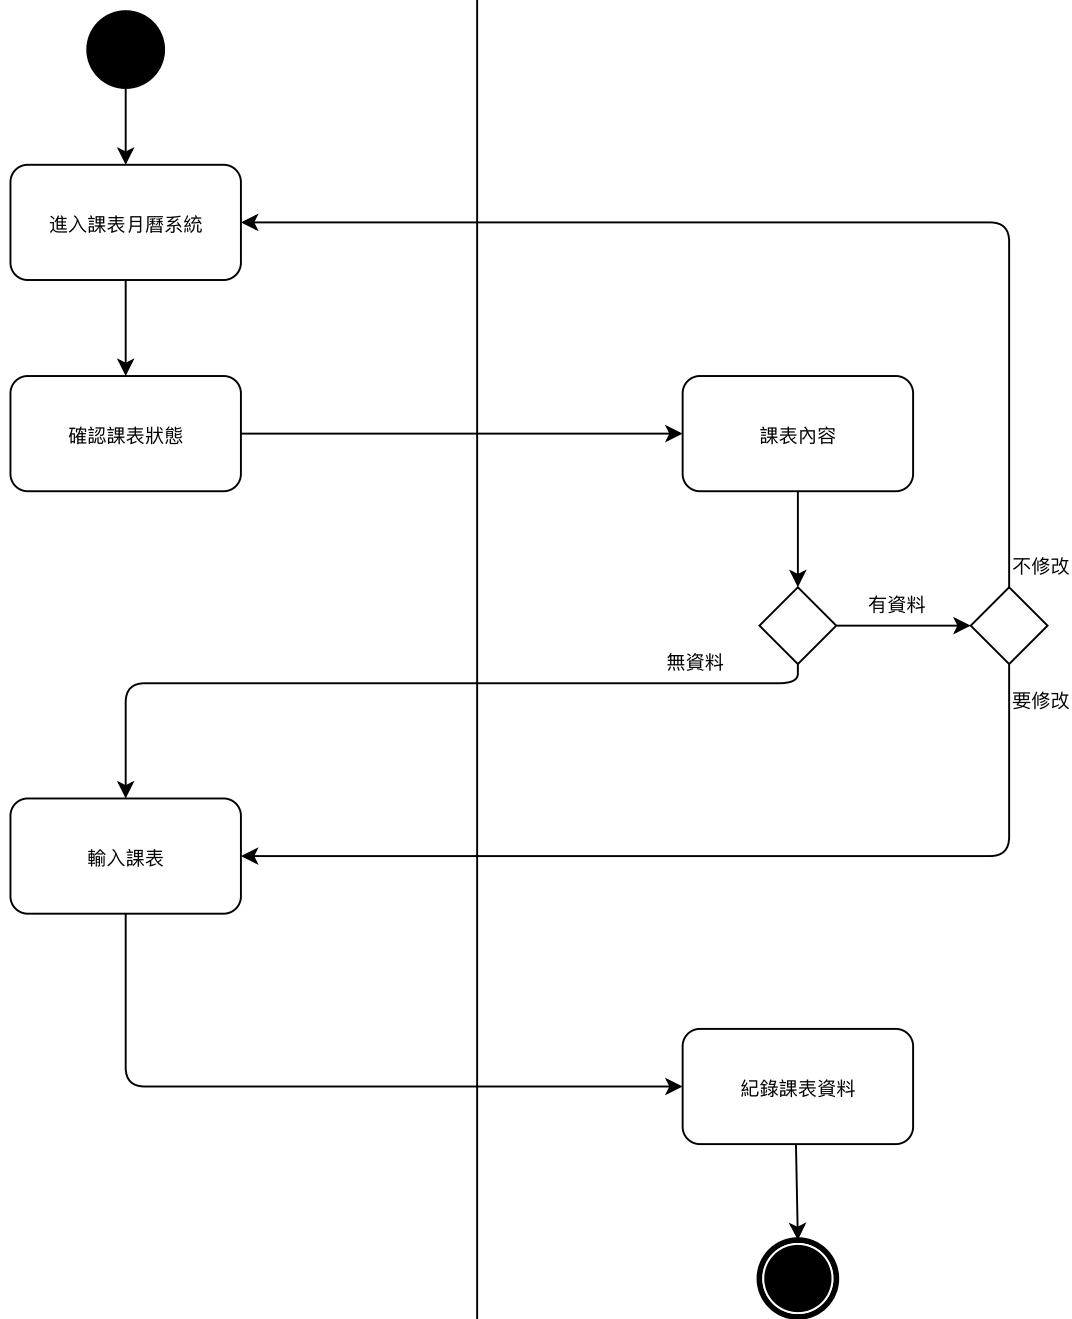 進入課表月曆系統
確認課表狀態
課表內容
不修改
有資料
無資料
要修改
輸入課表
紀錄課表資料